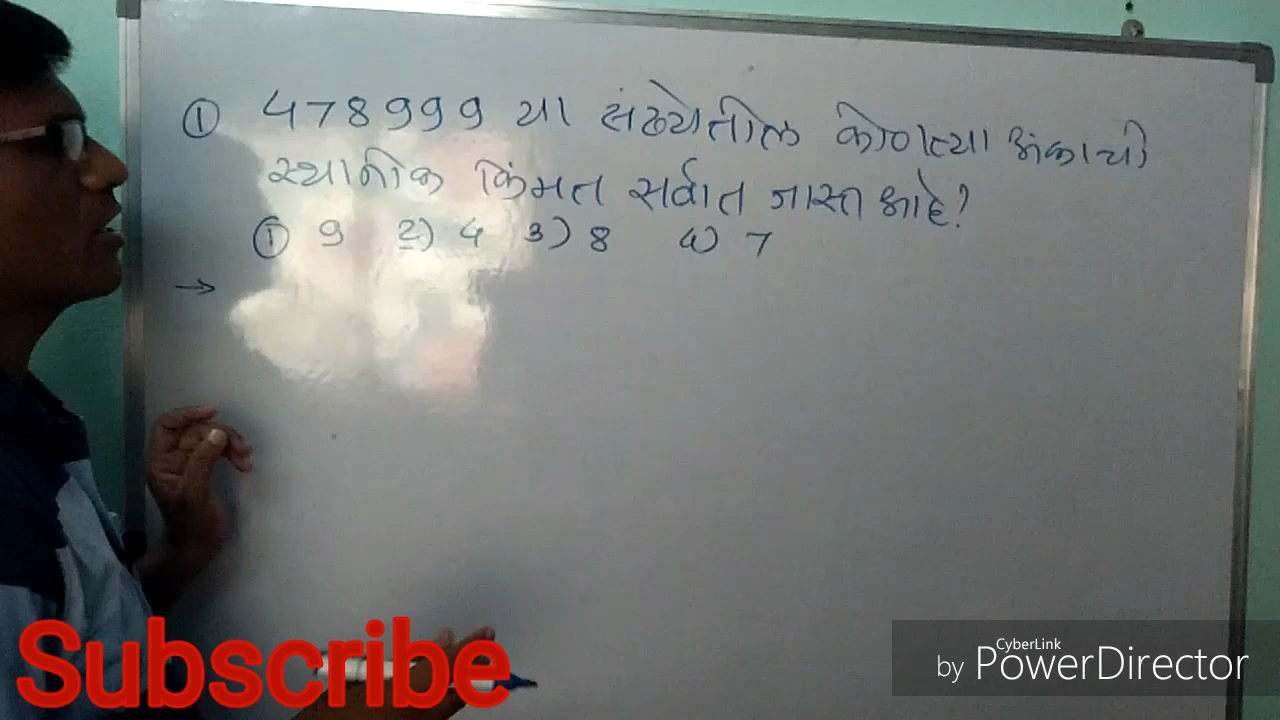 ① 478999 या संख्येतील कोणत्या अंकाची
स्थानीक किंमत सर्वात जास्त आहे?
① 9 2) 4 3) 8 4) 7
→
Subscribe
CyberLink
by PowerDirector